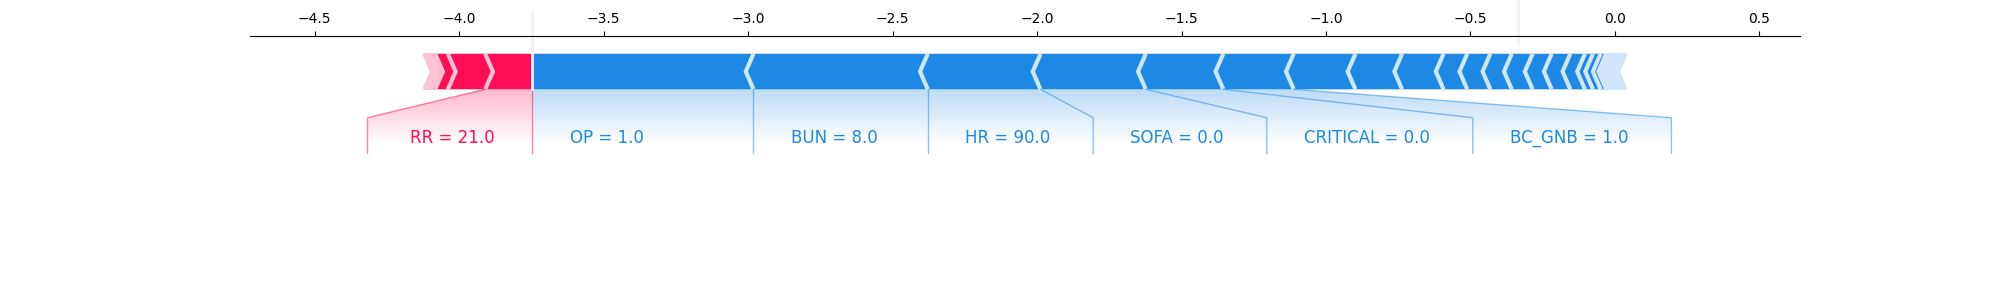 −4.5 −4.0 −3.5 −3.0 −2.5 −2.0 −1.5 −1.0 −0.5 0.0 0.5
RR = 21.0 OP = 1.0 BUN = 8.0 HR = 90.0 SOFA = 0.0 CRITICAL = 0.0 BC_GNB = 1.0